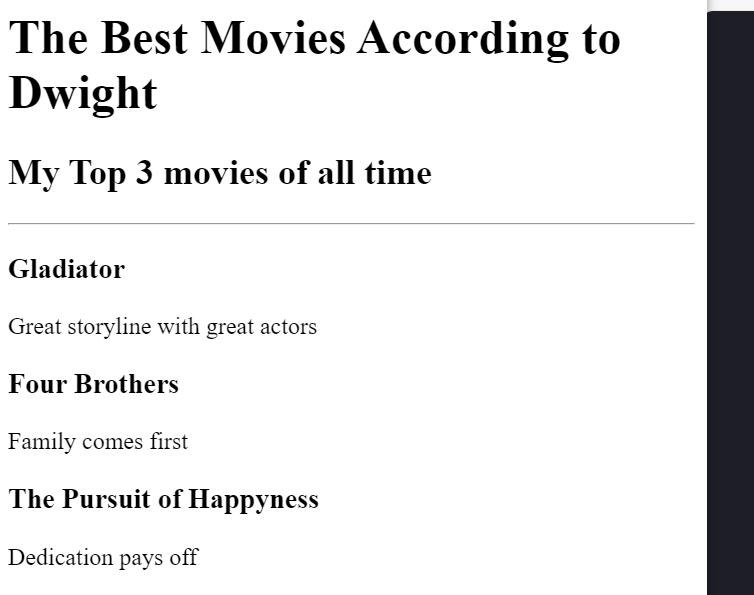 The Best Movies According to
Dwight
My Top 3 movies of all time
Gladiator
Great storyline with great actors
Four Brothers
Family comes first
The Pursuit of Happyness
Dedication pays off